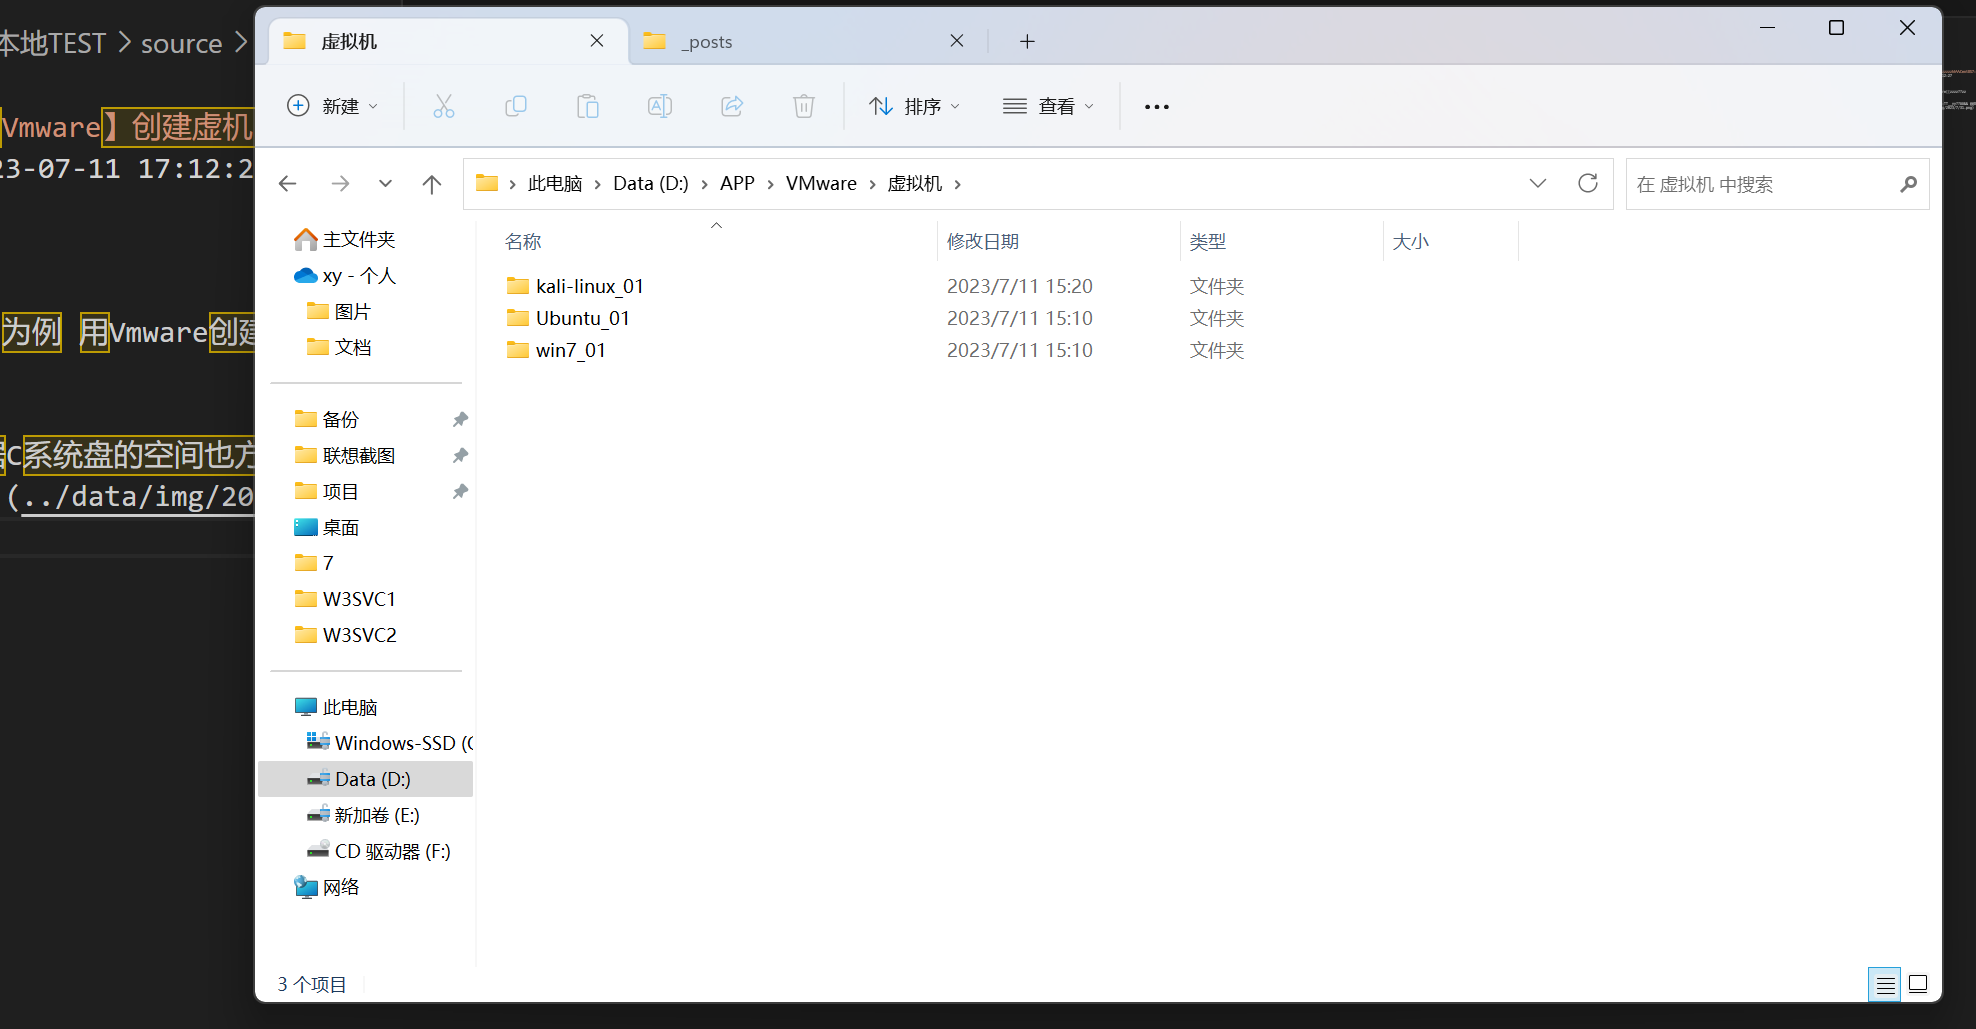 本地TEST > source >
Vmware】创建虚机
23-07-11 17:12:2
为例 用Vmware创建
C系统盘的空间也方
(../data/img/20
虚拟机
_posts
新建
排序
查看
此电脑 > Data (D:) > APP > VMware > 虚拟机 >
在 虚拟机 中搜索
主文件夹
xy - 个人
图片
文档
备份
联想截图
项目
桌面
7
W3SVC1
W3SVC2
此电脑
Windows-SSD (C
Data (D:)
新加卷 (E:)
CD 驱动器 (F:)
网络
名称 修改日期 类型 大小
kali-linux_01 2023/7/11 15:20 文件夹
Ubuntu_01 2023/7/11 15:10 文件夹
win7_01 2023/7/11 15:10 文件夹
3 个项目